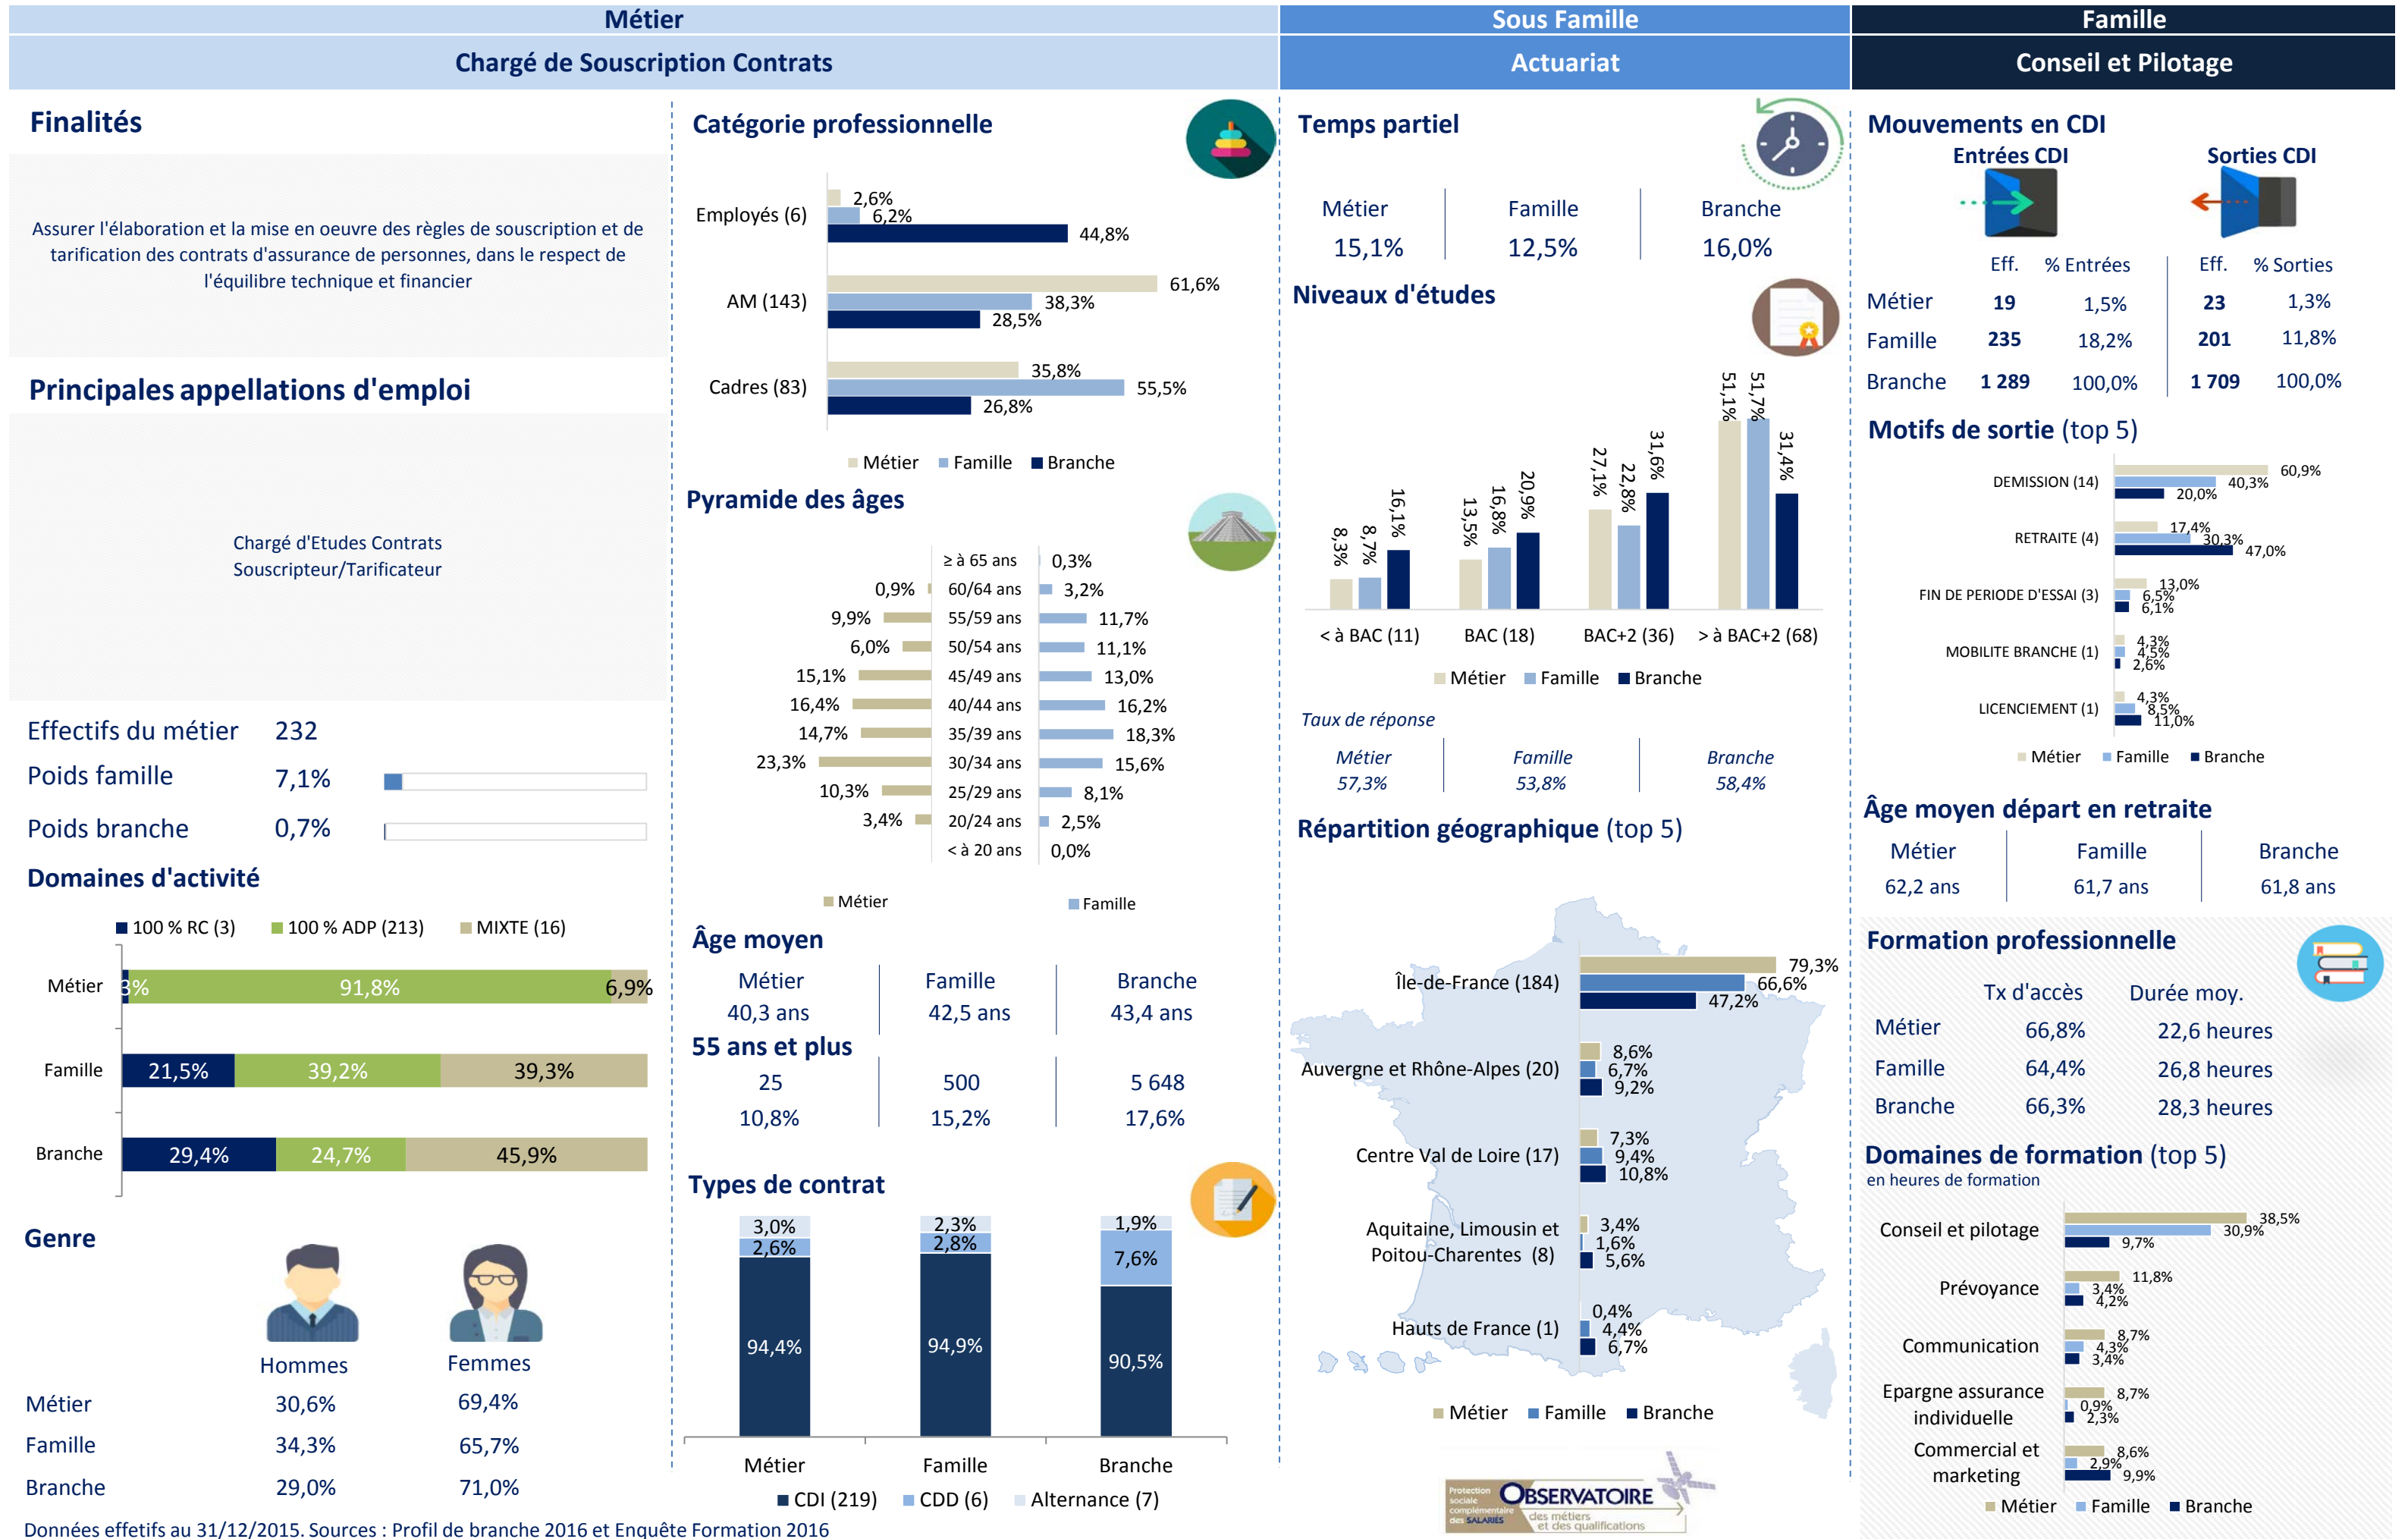 Métier
Sous Famille
Famille
Chargé de Souscription Contrats
Actuariat
Conseil et Pilotage
Finalités
Assurer l'élaboration et la mise en oeuvre des règles de souscription et de
tarification des contrats d'assurance de personnes, dans le respect de
l'équilibre technique et financier
Principales appellations d'emploi
Chargé d'Etudes Contrats
Souscripteur/Tarificateur
Effectifs du métier 232
Poids famille 7,1%
Poids branche 0,7%
Domaines d'activité
100 % RC (3) 100 % ADP (213) MIXTE (16)
Métier 3% 91,8% 6,9%
Famille 21,5% 39,2% 39,3%
Branche 29,4% 24,7% 45,9%
Genre
Hommes Femmes
Métier 30,6% 69,4%
Famille 34,3% 65,7%
Branche 29,0% 71,0%
Données effetifs au 31/12/2015. Sources : Profil de branche 2016 et Enquête Formation 2016
Catégorie professionnelle
Employés (6)
2,6%
6,2%
44,8%
AM (143)
61,6%
38,3%
28,5%
Cadres (83)
35,8%
55,5%
26,8%
Métier Famille Branche
Pyramide des âges
≥ à 65 ans 0,3%
0,9% 60/64 ans 3,2%
9,9% 55/59 ans 11,7%
6,0% 50/54 ans 11,1%
15,1% 45/49 ans 13,0%
16,4% 40/44 ans 16,2%
14,7% 35/39 ans 18,3%
23,3% 30/34 ans 15,6%
10,3% 25/29 ans 8,1%
3,4% 20/24 ans 2,5%
< à 20 ans 0,0%
Métier Famille
Âge moyen
Métier Famille Branche
40,3 ans 42,5 ans 43,4 ans
55 ans et plus
25 500 5 648
10,8% 15,2% 17,6%
Types de contrat
3,0% 2,3% 1,9%
2,6% 2,8% 7,6%
94,4% 94,9% 90,5%
Métier Famille Branche
CDI (219) CDD (6) Alternance (7)
Temps partiel
Métier Famille Branche
15,1% 12,5% 16,0%
Niveaux d'études
8,3% 8,7% 16,1%
13,5% 16,8% 20,9%
27,1% 22,8% 31,6%
51,1% 51,7% 31,4%
< à BAC (11) BAC (18) BAC+2 (36) > à BAC+2 (68)
Métier Famille Branche
Taux de réponse
Métier Famille Branche
57,3% 53,8% 58,4%
Répartition géographique (top 5)
Île-de-France (184)
79,3%
66,6%
47,2%
Auvergne et Rhône-Alpes (20)
8,6%
6,7%
9,2%
Centre Val de Loire (17)
7,3%
9,4%
10,8%
Aquitaine, Limousin et
Poitou-Charentes (8)
3,4%
1,6%
5,6%
Hauts de France (1)
0,4%
4,4%
6,7%
Métier Famille Branche
Protection
sociale
complémentaire
des SALARIÉS
OBSERVATOIRE
des métiers
et des qualifications
Mouvements en CDI
Entrées CDI Sorties CDI
Eff. % Entrées Eff. % Sorties
Métier 19 1,5% 23 1,3%
Famille 235 18,2% 201 11,8%
Branche 1 289 100,0% 1 709 100,0%
Motifs de sortie (top 5)
DEMISSION (14)
60,9%
40,3%
20,0%
RETRAITE (4)
17,4%
30,3%
47,0%
FIN DE PERIODE D'ESSAI (3)
13,0%
6,5%
6,1%
MOBILITE BRANCHE (1)
4,3%
4,5%
2,6%
LICENCIEMENT (1)
4,3%
8,5%
11,0%
Métier Famille Branche
Âge moyen départ en retraite
Métier Famille Branche
62,2 ans 61,7 ans 61,8 ans
Formation professionnelle
Tx d'accès Durée moy.
Métier 66,8% 22,6 heures
Famille 64,4% 26,8 heures
Branche 66,3% 28,3 heures
Domaines de formation (top 5)
en heures de formation
Conseil et pilotage
38,5%
30,9%
9,7%
Prévoyance
11,8%
3,4%
4,2%
Communication
8,7%
4,3%
3,4%
Epargne assurance
individuelle
8,7%
0,9%
2,3%
Commercial et
marketing
8,6%
2,9%
9,9%
Métier Famille Branche